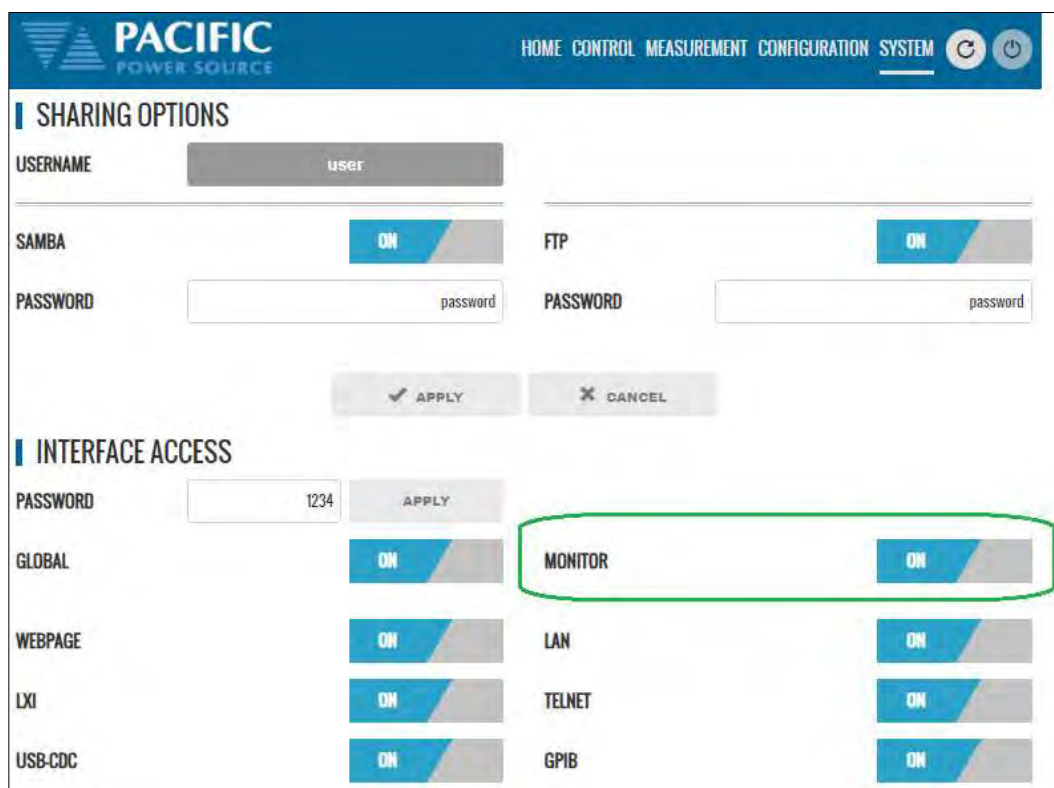 PACIFIC
POWER SOURCE
HOME CONTROL MEASUREMENT CONFIGURATION SYSTEM
SHARING OPTIONS
USERNAME user
SAMBA ON FTP ON
PASSWORD password PASSWORD password
APPLY CANCEL
INTERFACE ACCESS
PASSWORD 1234 APPLY
GLOBAL ON MONITOR ON
WEBPAGE ON LAN ON
LXI ON TELNET ON
USB-CDC ON GPIB ON